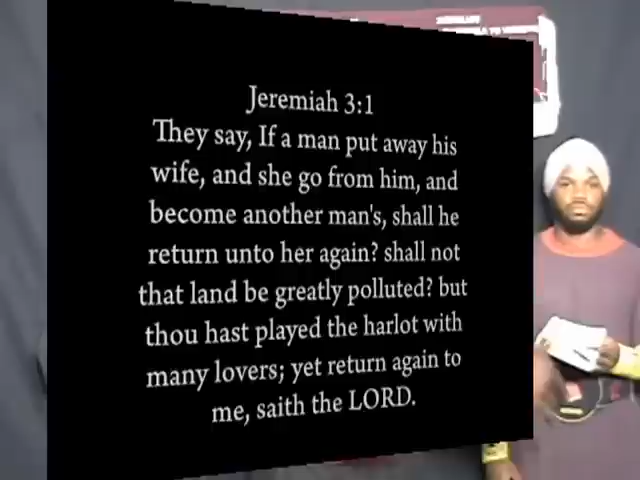 Jeremiah 3:1
They say, If a man put away his
wife, and she go from him, and
become another man's, shall he
return unto her again? shall not
that land be greatly polluted? but
thou hast played the harlot with
many lovers; yet return again to
me, saith the LORD.